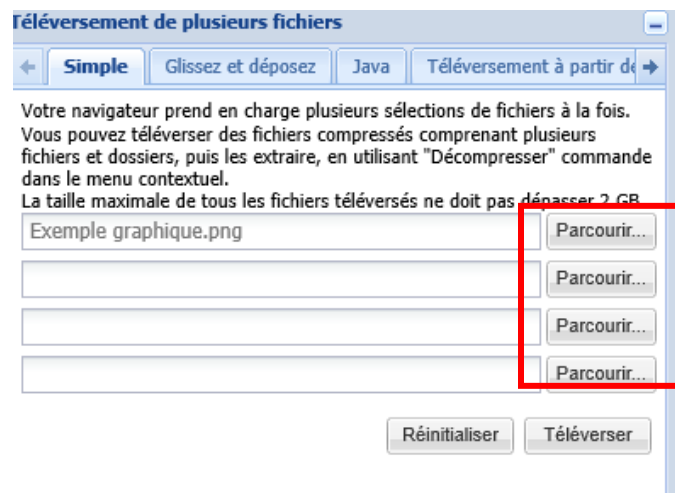 Téléversement de plusieurs fichiers
Simple Glissez et déposez Java Téléversement à partir de
Votre navigateur prend en charge plusieurs sélections de fichiers à la fois.
Vous pouvez téléverser des fichiers compressés comprenant plusieurs
fichiers et dossiers, puis les extraire, en utilisant "Décompresser" commande
dans le menu contextuel.
La taille maximale de tous les fichiers téléversés ne doit pas dépasser 2 GB
Exemple graphique.png Parcourir...
Parcourir...
Parcourir...
Parcourir...
Réinitialiser Téléverser